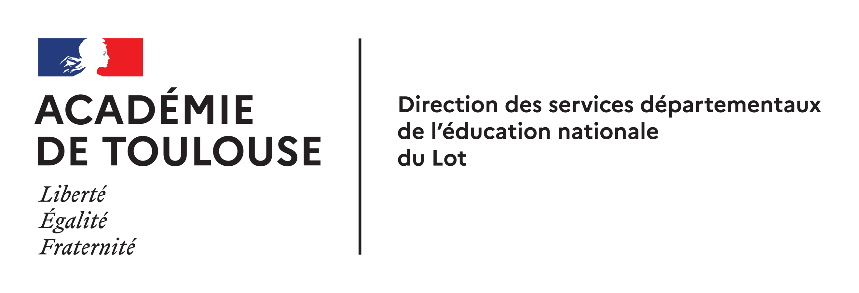 ACADÉMIE
DE TOULOUSE
Liberté
Égalité
Fraternité
Direction des services départementaux
de l'éducation nationale
du Lot